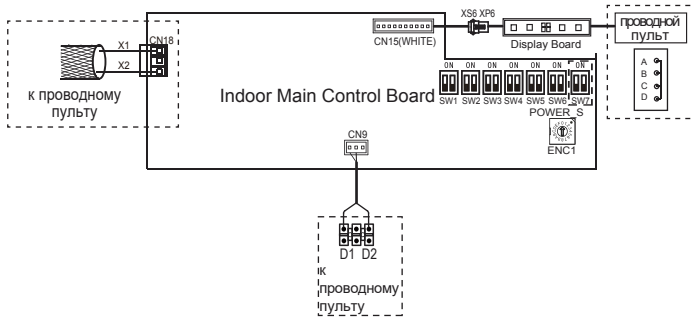 XS6 XP6
CN15(WHITE)
Display Board
проводной
пульт
A
B
C
D
X1
X2
CN18
к проводному
пульту
Indoor Main Control Board
ON ON ON ON ON ON ON
SW1 SW2 SW3 SW4 SW5 SW6 SW7
POWER_S
ENC1
CN9
D1 D2
к
проводному
пульту